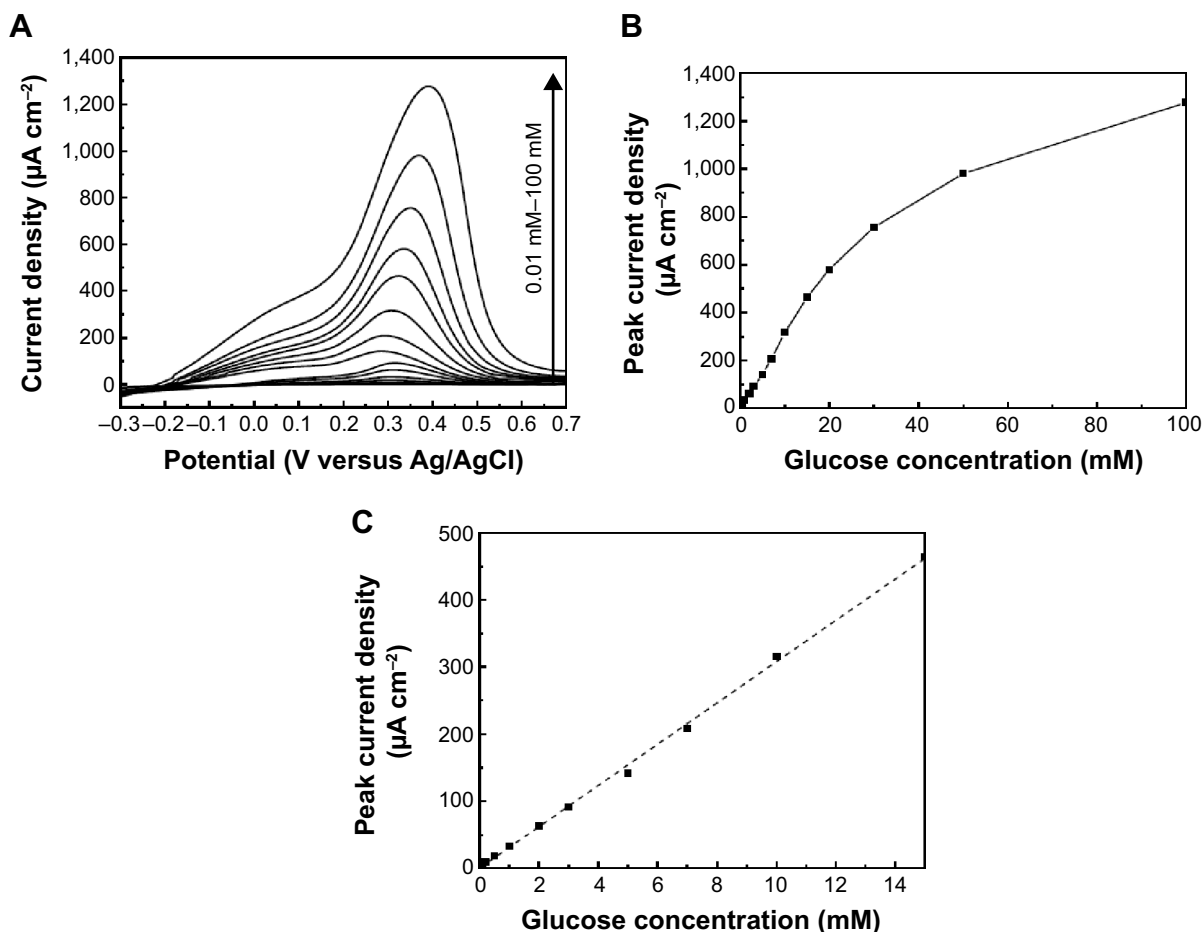 A
Current density (µA cm⁻²)
1,400
1,200
1,000
800
600
400
200
0
–0.3 –0.2 –0.1 0.0 0.1 0.2 0.3 0.4 0.5 0.6 0.7
Potential (V versus Ag/AgCl)
0.01 mM–100 mM
B
Peak current density
(µA cm⁻²)
1,400
1,200
1,000
800
600
400
200
0
0 20 40 60 80 100
Glucose concentration (mM)
C
Peak current density
(µA cm⁻²)
500
400
300
200
100
0
0 2 4 6 8 10 12 14
Glucose concentration (mM)